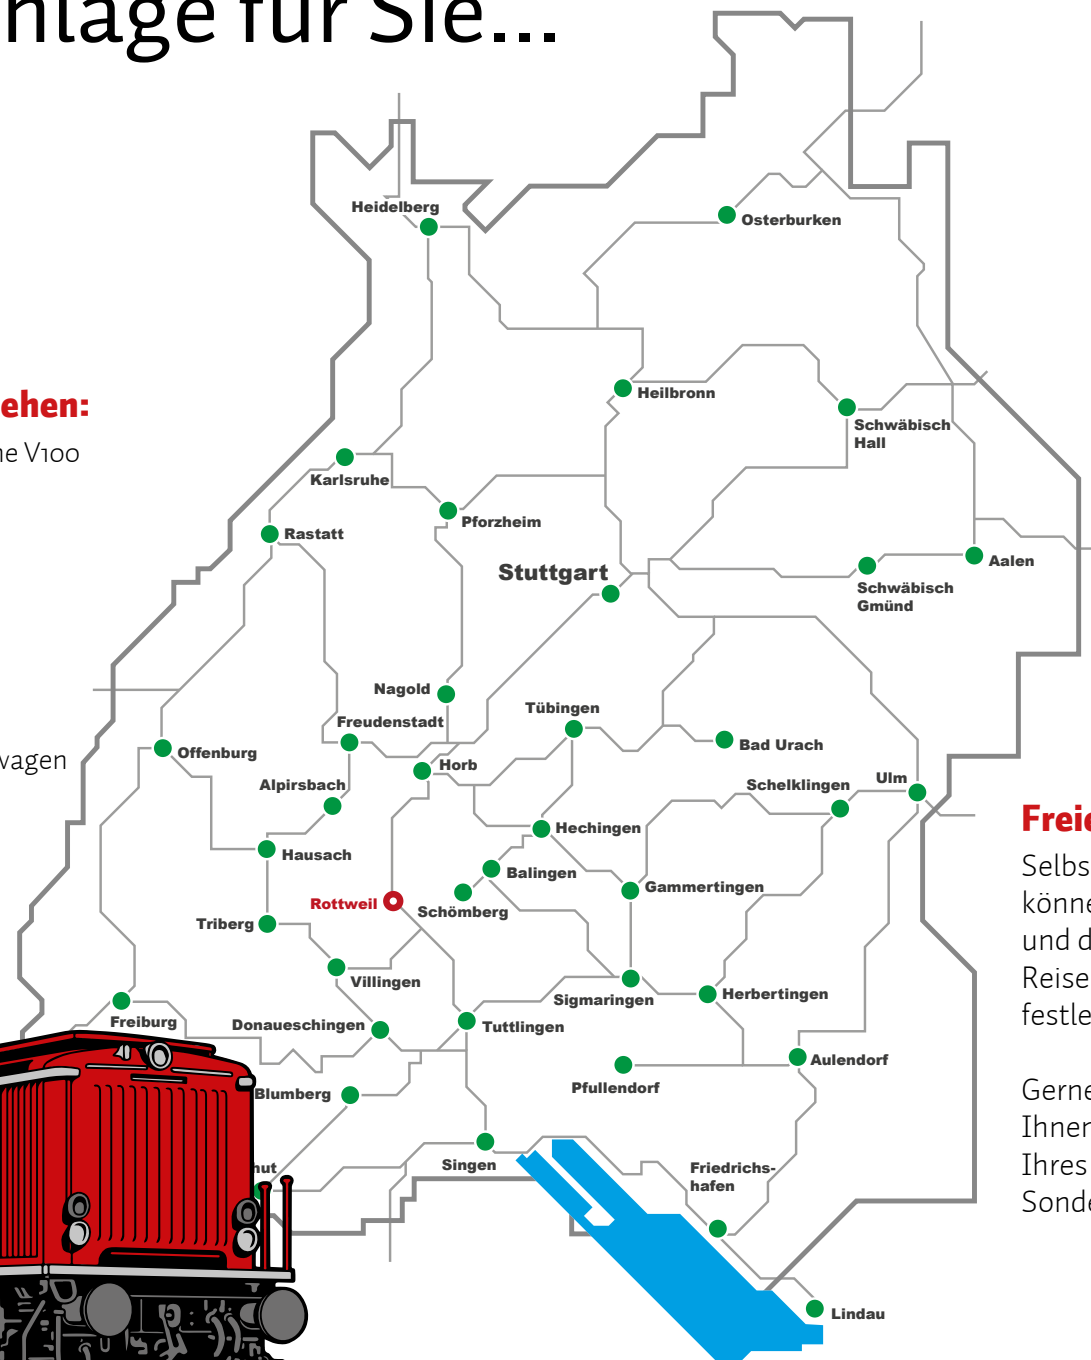 nlage für Sie...
Heidelberg
Osterburken
ehen:
ne V100
Heilbronn
Schwäbisch
Hall
Karlsruhe
Pforzheim
Rastatt
Stuttgart
Aalen
Schwäbisch
Gmünd
Nagold
Tübingen
Freudenstadt
Offenburg
Bad Urach
wagen
Horb
Alpirsbach
Schelklingen
Ulm
Freie
Hechingen
Hausach
Selbs
Balingen
Gammertingen
könne
Rottweil
Schömberg
Triberg
und d
Villingen
Reise
Sigmaringen
Herbertingen
festle
Freiburg
Donaueschingen
Tuttlingen
Aulendorf
Pfullendorf
Blumberg
Gerne
Ihnen
Singen
hut
Friedrichs-
hafen
Ihres
Sonde
Lindau